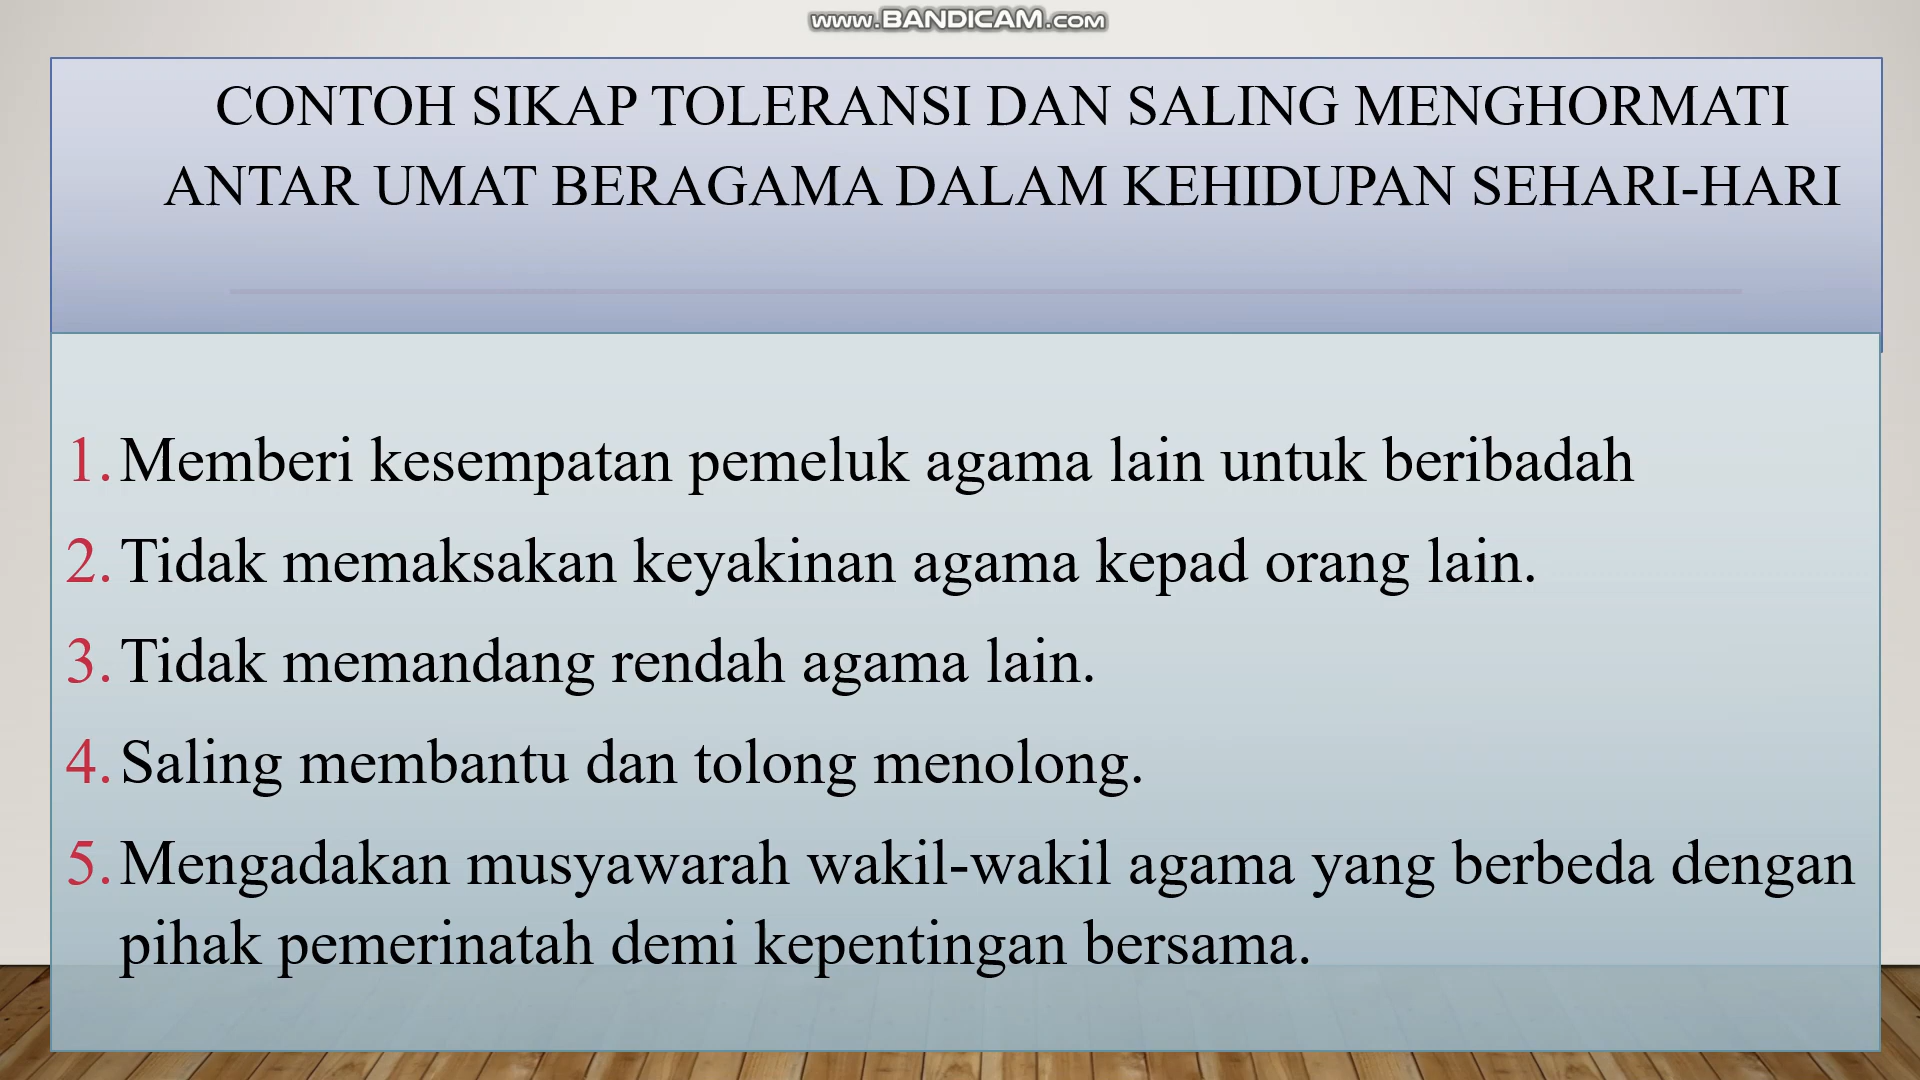 www.BANDICAM.com
CONTOH SIKAP TOLERANSI DAN SALING MENGHORMATI
ANTAR UMAT BERAGAMA DALAM KEHIDUPAN SEHARI-HARI
1. Memberi kesempatan pemeluk agama lain untuk beribadah
2. Tidak memaksakan keyakinan agama kepad orang lain.
3. Tidak memandang rendah agama lain.
4. Saling membantu dan tolong menolong.
5. Mengadakan musyawarah wakil-wakil agama yang berbeda dengan
pihak pemerinatah demi kepentingan bersama.